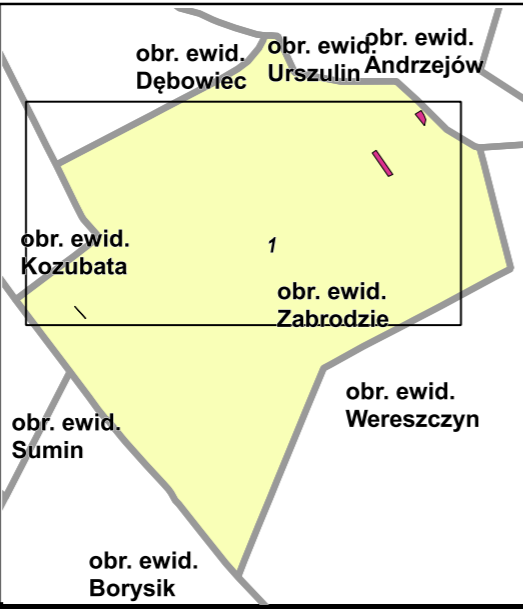 obr. ewid.
Dębowiec
obr. ewid.
Urszulin
obr. ewid.
Andrzejów
obr. ewid.
Kozubata
1
obr. ewid.
Zabrodzie
obr. ewid.
Wereszczyn
obr. ewid.
Sumin
obr. ewid.
Borysik